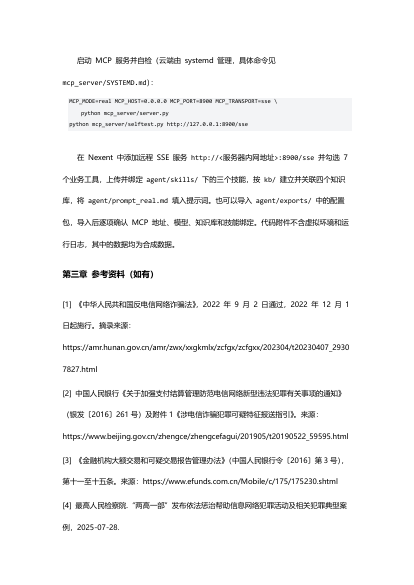 启动 MCP 服务并自检（云端由 systemd 管理，具体命令见
mcp_server/SYSTEMD.md）：
MCP_MODE=real MCP_HOST=0.0.0.0 MCP_PORT=8900 MCP_TRANSPORT=sse \
python mcp_server/server.py
python mcp_server/selftest.py http://127.0.0.1:8900/sse
在 Nexent 中添加远程 SSE 服务 http://<服务器内网地址>:8900/sse 并勾选 7
个业务工具，上传并绑定 agent/skills/ 下的三个技能，按 kb/ 建立并关联四个知识
库，将 agent/prompt_real.md 填入提示词。也可以导入 agent/exports/ 中的配置
包，导入后逐项确认 MCP 地址、模型、知识库和技能绑定。代码附件不含虚拟环境和运
行日志，其中的数据均为合成数据。
第三章 参考资料（如有）
[1] 《中华人民共和国反电信网络诈骗法》，2022 年 9 月 2 日通过，2022 年 12 月 1
日起施行。摘录来源：
https://amr.hunan.gov.cn/amr/zwx/xxgkmlx/zcfgx/zcfgxx/202304/t20230407_2930
7827.html
[2] 中国人民银行《关于加强支付结算管理防范电信网络新型违法犯罪有关事项的通知》
（银发〔2016〕261 号）及附件 1《涉电信诈骗犯罪可疑特征报送指引》。来源：
https://www.beijing.gov.cn/zhengce/zhengcefagui/201905/t20190522_59595.html
[3] 《金融机构大额交易和可疑交易报告管理办法》（中国人民银行令〔2016〕第 3 号），
第十一至十五条。来源：https://www.efunds.com.cn/Mobile/c/175/175230.shtml
[4] 最高人民检察院. “两高一部”发布依法惩治帮助信息网络犯罪活动及相关犯罪典型案
例，2025-07-28.